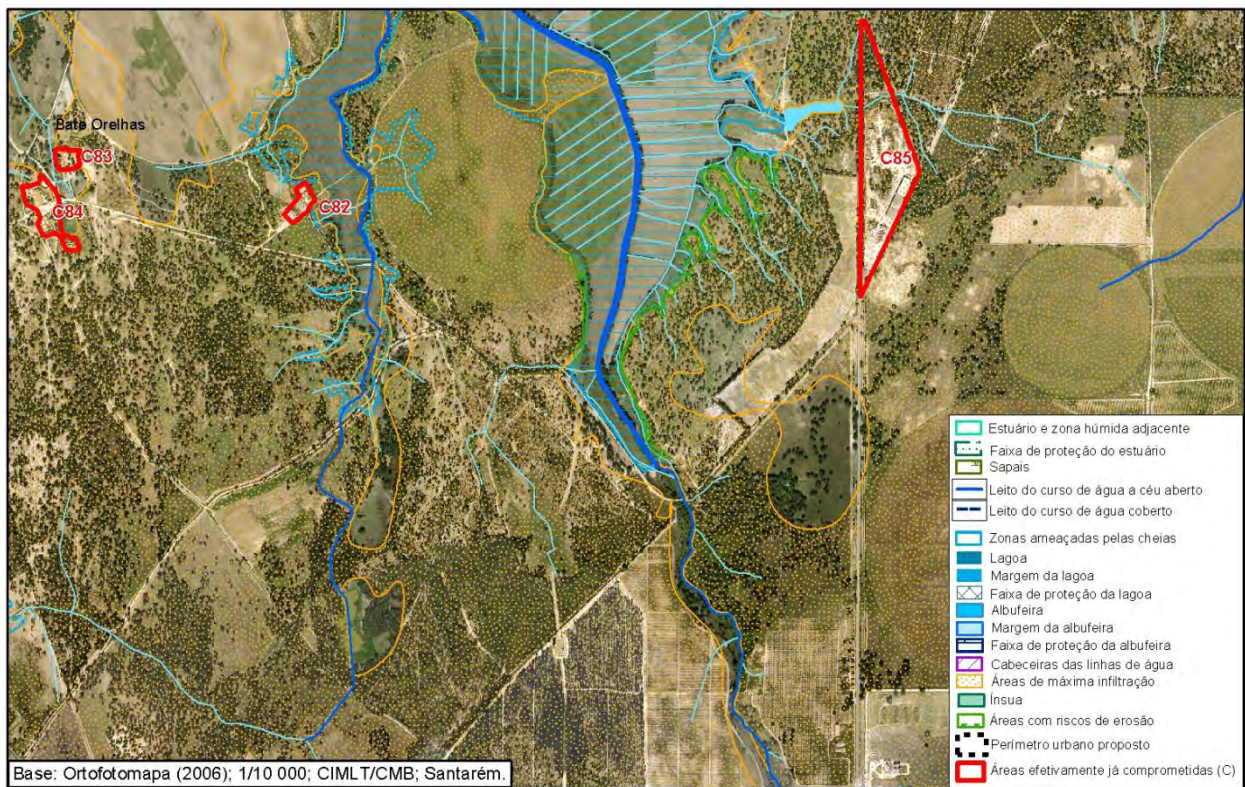 Bate Orelhas
C83
C84
C82
C85
Estuário e zona húmida adjacente
Faixa de proteção do estuário
Sapais
Leito do curso de água a céu aberto
Leito do curso de água coberto
Zonas ameaçadas pelas cheias
Lagoa
Margem da lagoa
Faixa de proteção da lagoa
Albufeira
Margem da albufeira
Faixa de proteção da albufeira
Cabeceiras das linhas de água
Áreas de máxima infiltração
Ínsua
Áreas com riscos de erosão
Perímetro urbano proposto
Áreas efetivamente já comprometidas (C)
Base: Ortofotomapa (2006); 1/10 000; CIMLT/CMB; Santarém.